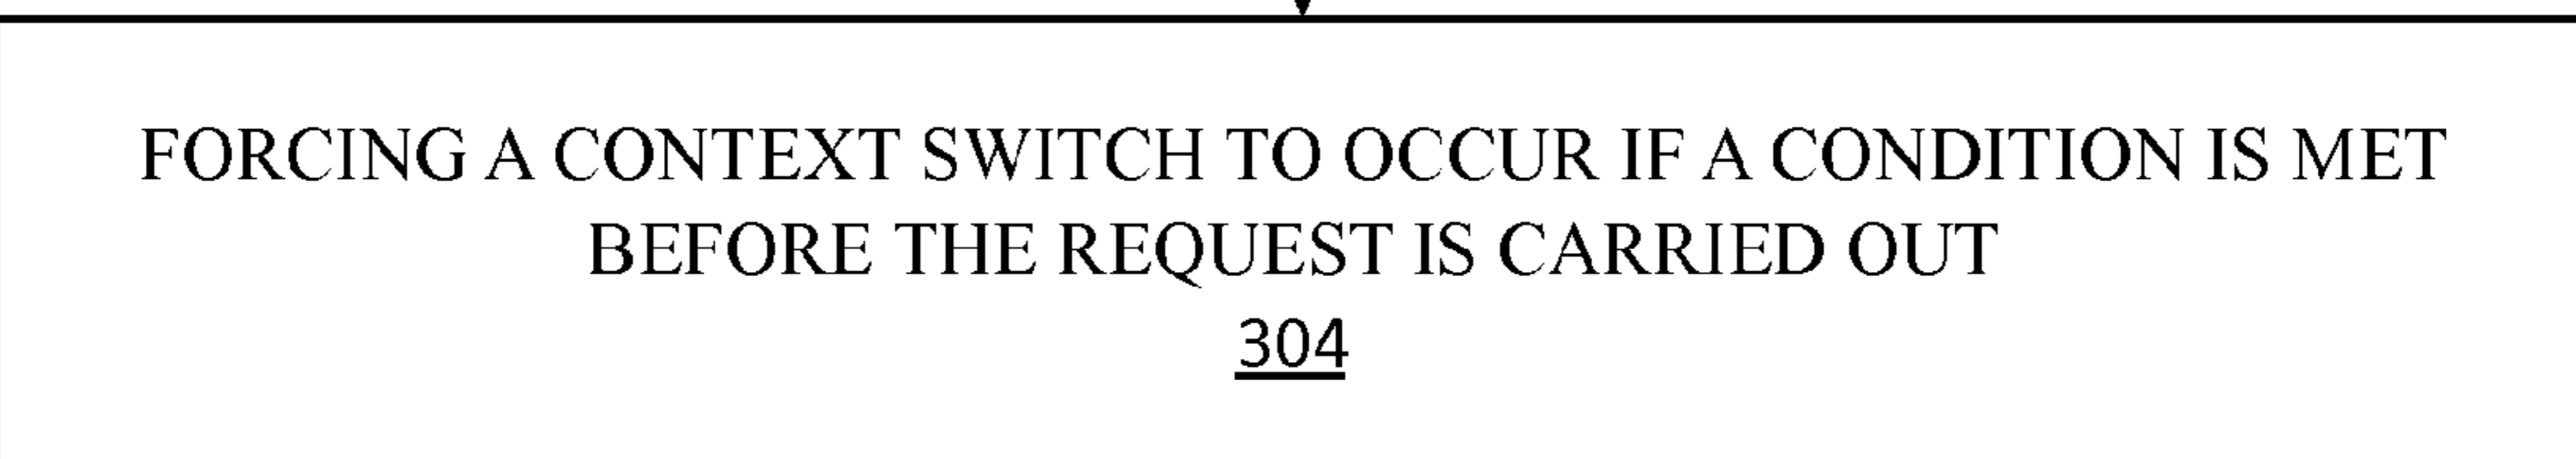 FORCING A CONTEXT SWITCH TO OCCUR IF A CONDITION IS MET
BEFORE THE REQUEST IS CARRIED OUT
304